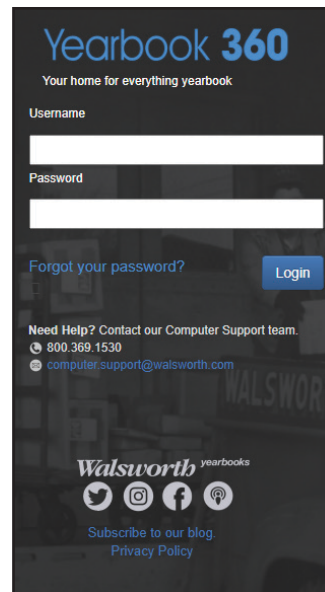 Yearbook 360
Your home for everything yearbook
Username
Password
Forgot your password?
Login
Need Help? Contact our Computer Support team.
800.369.1530
computer.support@walsworth.com
WALSWOR
Walsworth yearbooks
Subscribe to our blog.
Privacy Policy